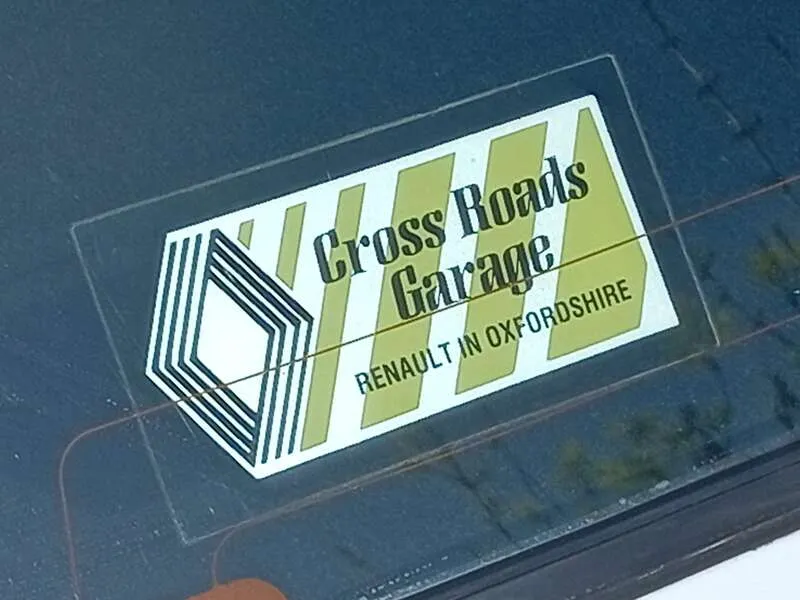 Cross Roads
Garage
RENAULT IN OXFORDSHIRE